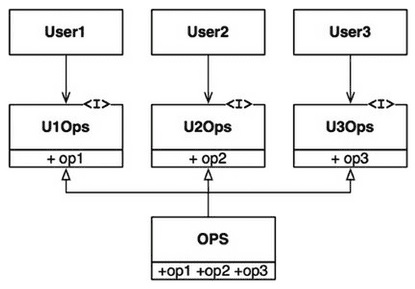 User1 User2 User3
<I> <I> <I>
U1Ops U2Ops U3Ops
+ op1 + op2 + op3
OPS
+op1 +op2 +op3